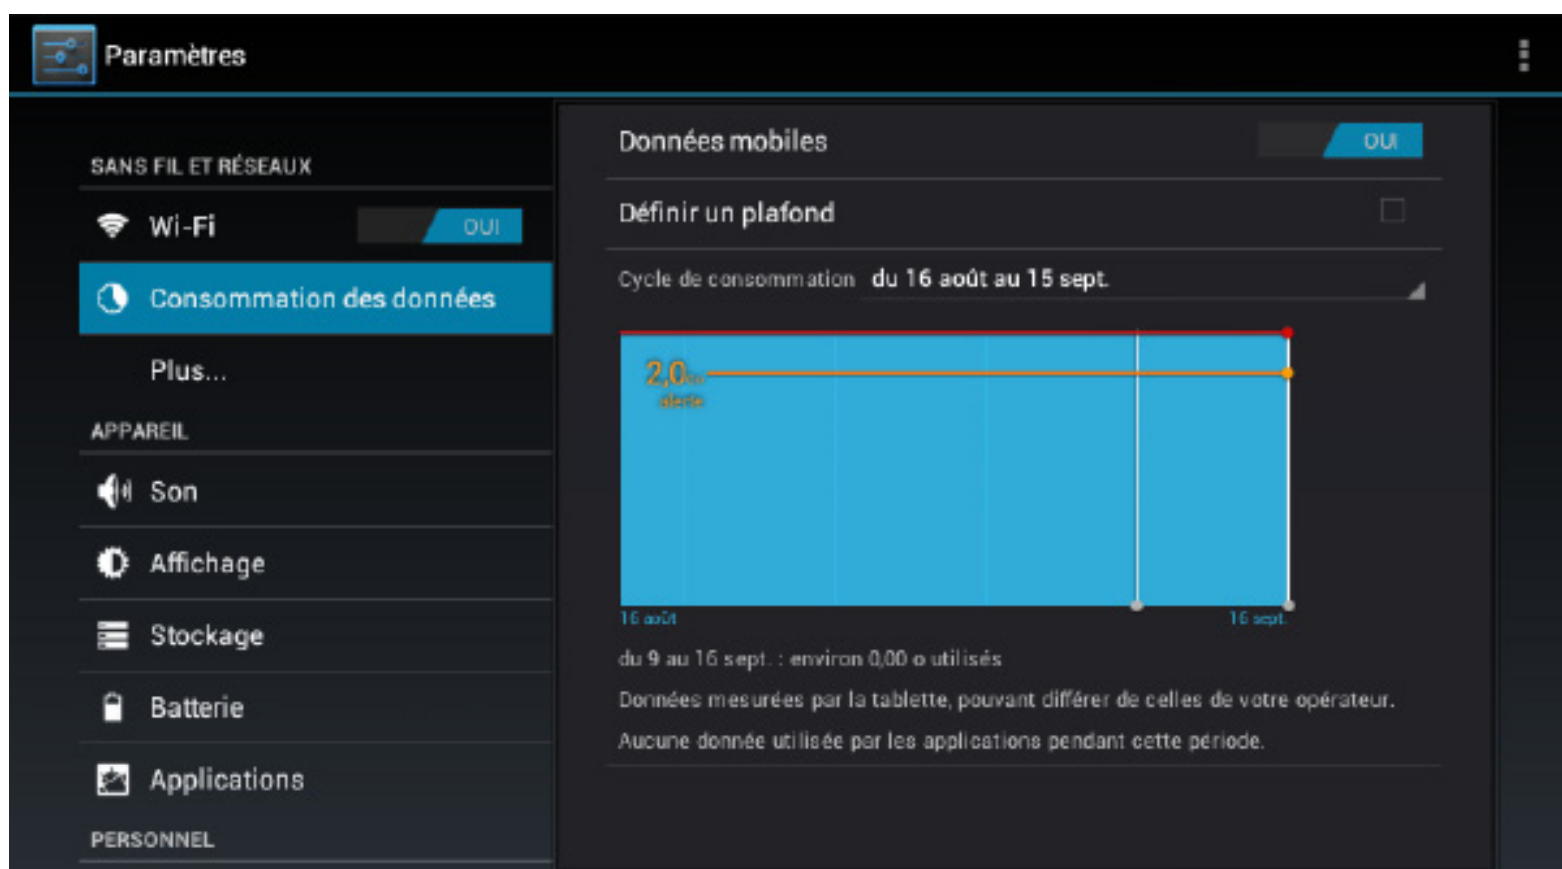 Paramètres
SANS FIL ET RÉSEAUX
Wi-Fi OUI
Consommation des données
Plus...
APPAREIL
Son
Affichage
Stockage
Batterie
Applications
PERSONNEL
Données mobiles OUI
Définir un plafond
Cycle de consommation du 16 août au 15 sept.
2,0
alerte
16 août 16 sept.
du 9 au 16 sept. : environ 0,00 o utilisés
Données mesurées par la tablette, pouvant différer de celles de votre opérateur.
Aucune donnée utilisée par les applications pendant cette période.